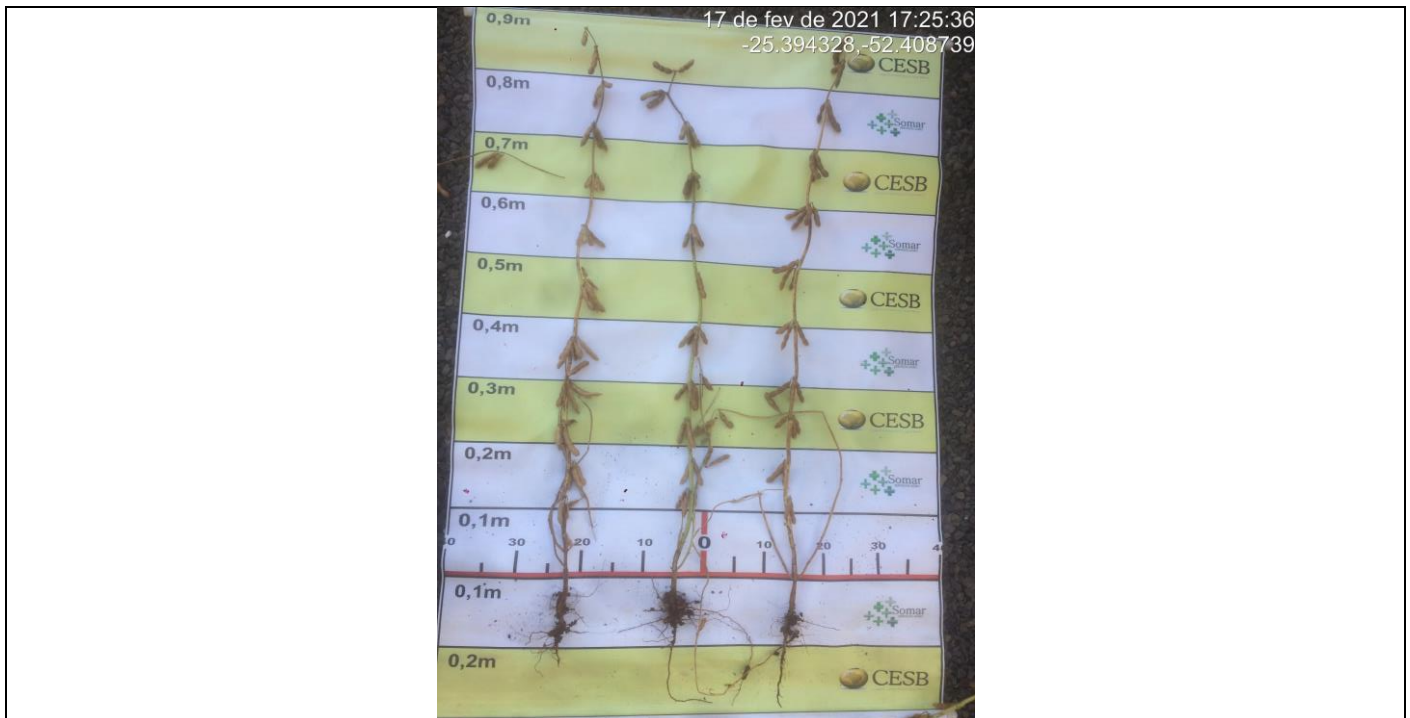 17 de fev de 2021 17:25:36
-25.394328,-52.408739
0,9m
CESB
0,8m
Somar
0,7m
CESB
0,6m
Somar
0,5m
CESB
0,4m
Somar
0,3m
CESB
0,2m
Somar
0,1m
30 20 10 0 10 20 30
0,1m
Somar
0,2m
CESB